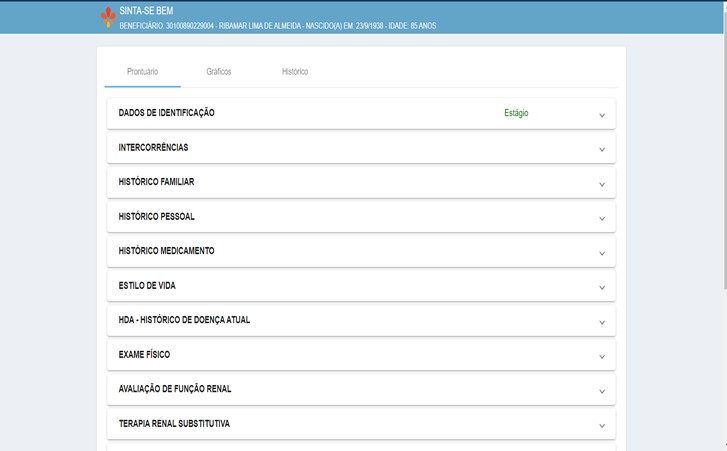 SINTA-SE BEM
BENEFICIÁRIO: 30100890229004 - RIBAMAR LIMA DE ALMEIDA - NASCIDO(A) EM: 23/9/1938 - IDADE: 85 ANOS
Prontuário Gráficos Histórico
DADOS DE IDENTIFICAÇÃO Estágio
INTERCORRÊNCIAS
HISTÓRICO FAMILIAR
HISTÓRICO PESSOAL
HISTÓRICO MEDICAMENTO
ESTILO DE VIDA
HDA - HISTÓRICO DE DOENÇA ATUAL
EXAME FÍSICO
AVALIAÇÃO DE FUNÇÃO RENAL
TERAPIA RENAL SUBSTITUTIVA